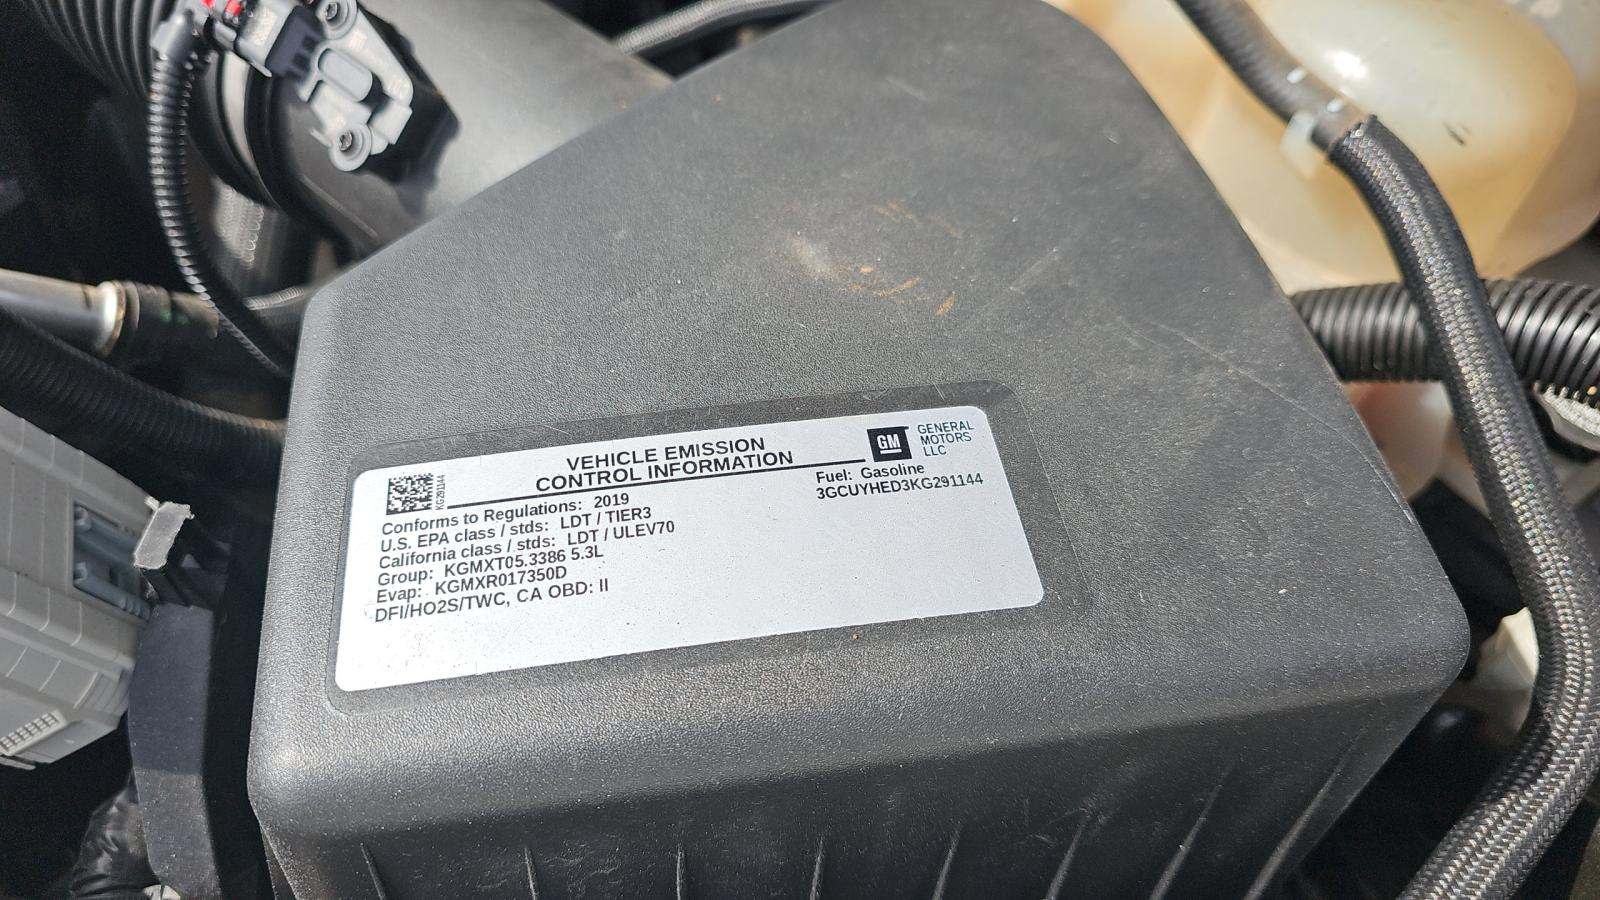 VEHICLE EMISSION
CONTROL INFORMATION
GM
GENERAL
MOTORS
LLC
KG291144
Conforms to Regulations: 2019
U.S. EPA class / stds: LDT / TIER3
California class / stds: LDT / ULEV70
Group: KGMXT05.3386 5.3L
Evap: KGMXR017350D
DFI/HO2S/TWC, CA OBD: II
Fuel: Gasoline
3GCUYHED3KG291144